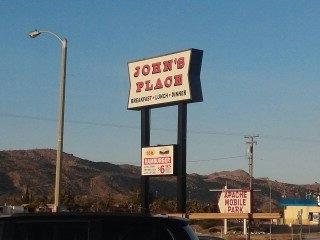 JOHN'S
PLACE
BREAKFAST • LUNCH • DINNER
HAMBURGER
$6
APACHE
MOBILE
PARK